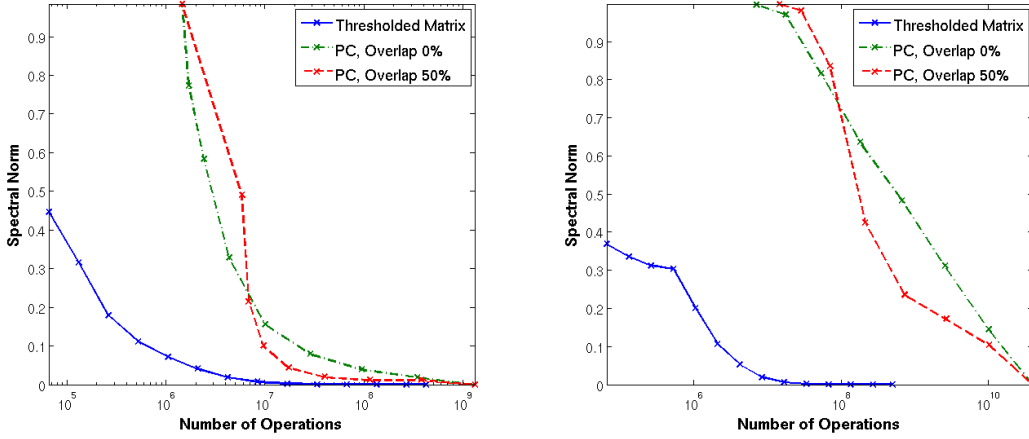 Thresholded Matrix
PC, Overlap 0%
PC, Overlap 50%
0.9
0.8
0.7
0.6
0.5
0.4
0.3
0.2
0.1
0
Spectral Norm
10^5
10^6
10^7
10^8
10^9
Number of Operations
Thresholded Matrix
PC, Overlap 0%
PC, Overlap 50%
0.9
0.8
0.7
0.6
0.5
0.4
0.3
0.2
0.1
0
Spectral Norm
10^6
10^8
10^10
Number of Operations